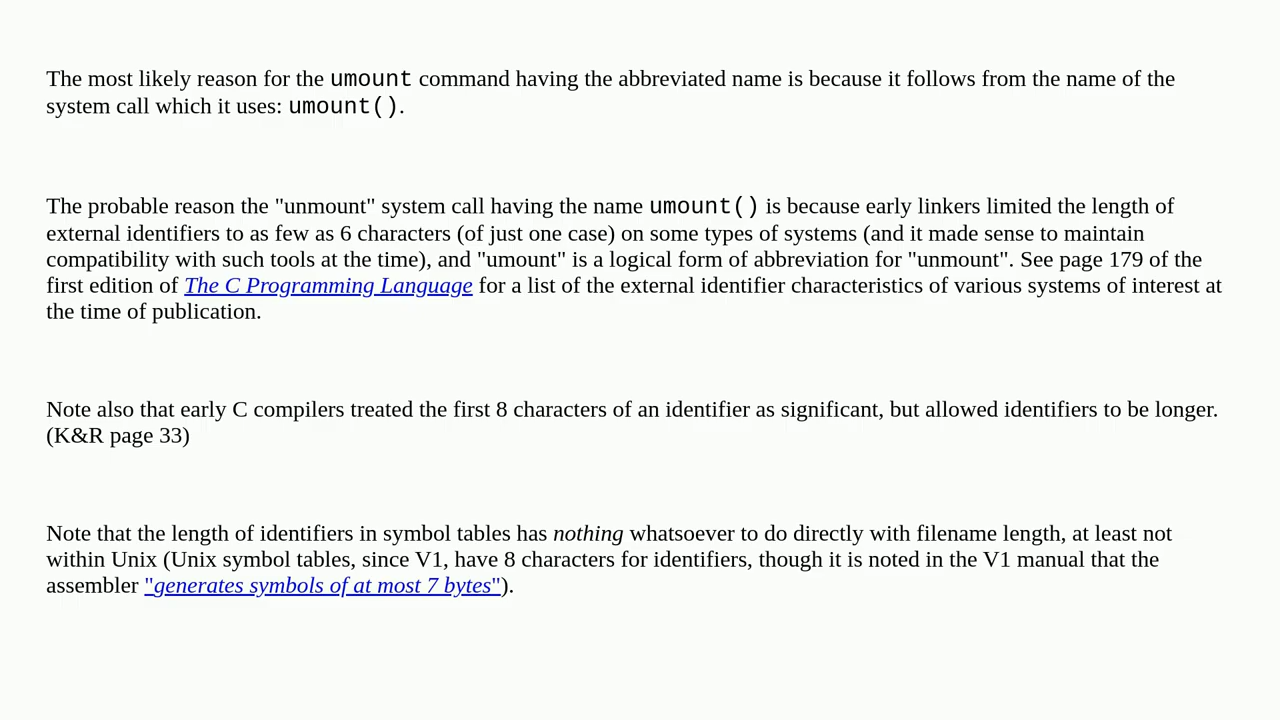 The most likely reason for the umount command having the abbreviated name is because it follows from the name of the
system call which it uses: umount().
The probable reason the "unmount" system call having the name umount() is because early linkers limited the length of
external identifiers to as few as 6 characters (of just one case) on some types of systems (and it made sense to maintain
compatibility with such tools at the time), and "umount" is a logical form of abbreviation for "unmount". See page 179 of the
first edition of The C Programming Language for a list of the external identifier characteristics of various systems of interest at
the time of publication.
Note also that early C compilers treated the first 8 characters of an identifier as significant, but allowed identifiers to be longer.
(K&R page 33)
Note that the length of identifiers in symbol tables has nothing whatsoever to do directly with filename length, at least not
within Unix (Unix symbol tables, since V1, have 8 characters for identifiers, though it is noted in the V1 manual that the
assembler "generates symbols of at most 7 bytes").